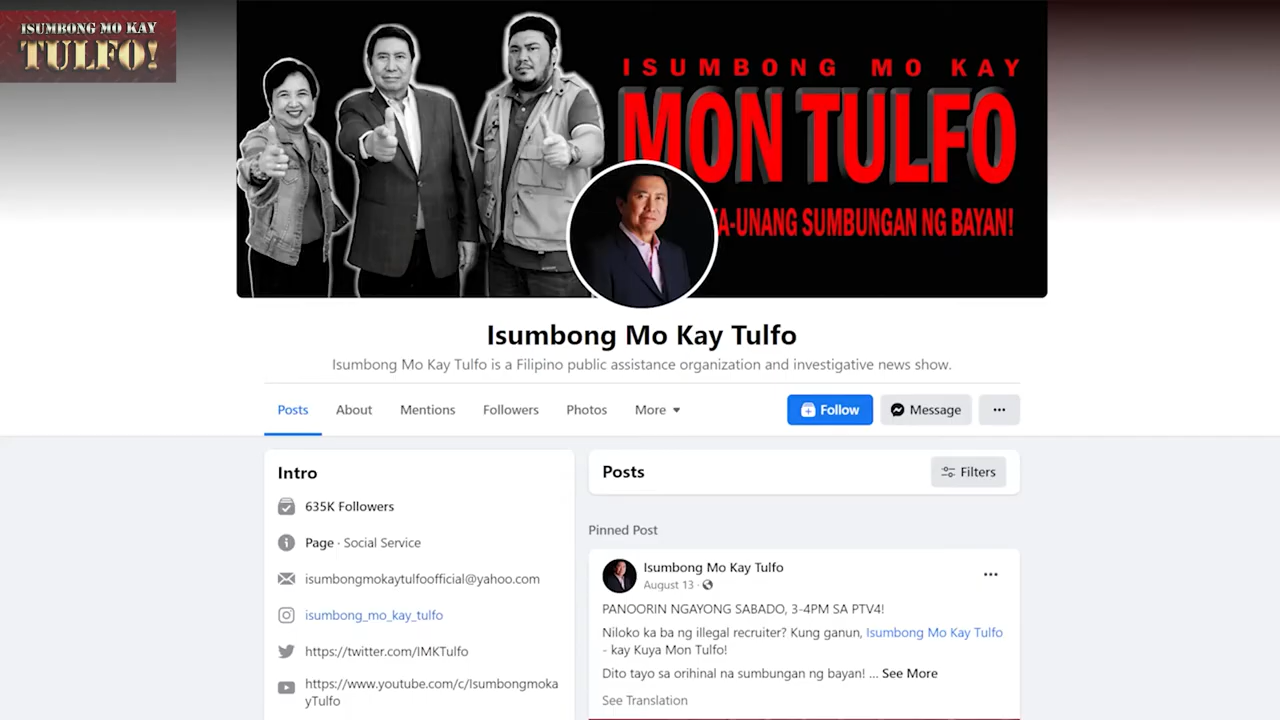 ISUMBONG MO KAY
TULFO!
ISUMBONG MO KAY
MON TULFO
A-UNANG SUMBUNGAN NG BAYAN!
Isumbong Mo Kay Tulfo
Isumbong Mo Kay Tulfo is a Filipino public assistance organization and investigative news show.
Posts About Mentions Followers Photos More
Follow Message
Intro
635K Followers
Page · Social Service
isumbongmokaytulfoofficial@yahoo.com
isumbong_mo_kay_tulfo
https://twitter.com/IMKTulfo
https://www.youtube.com/c/Isumbongmoka
yTulfo
Posts
Filters
Pinned Post
Isumbong Mo Kay Tulfo
August 13 ·
PANOORIN NGAYONG SABADO, 3-4PM SA PTV4!
Niloko ka ba ng illegal recruiter? Kung ganun, Isumbong Mo Kay Tulfo
- kay Kuya Mon Tulfo!
Dito tayo sa orihinal na sumbungan ng bayan! ... See More
See Translation